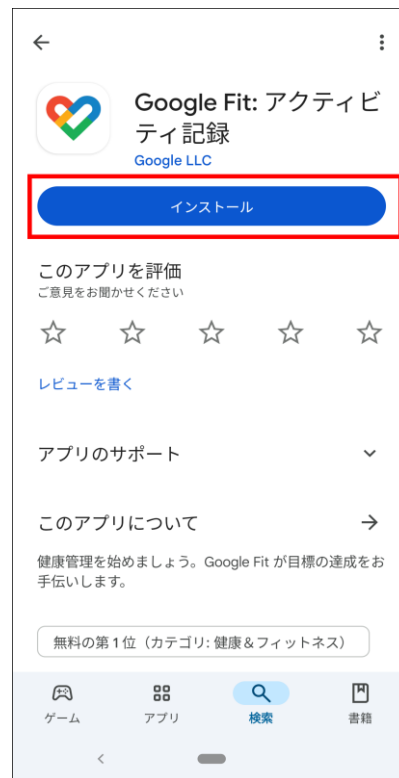 Google Fit: アクティビ
ティ記録
Google LLC
インストール
このアプリを評価
ご意見をお聞かせください
レビューを書く
アプリのサポート
このアプリについて
健康管理を始めましょう。Google Fit が目標の達成をお
手伝いします。
無料の第 1 位（カテゴリ: 健康＆フィットネス）
ゲーム アプリ 検索 書籍